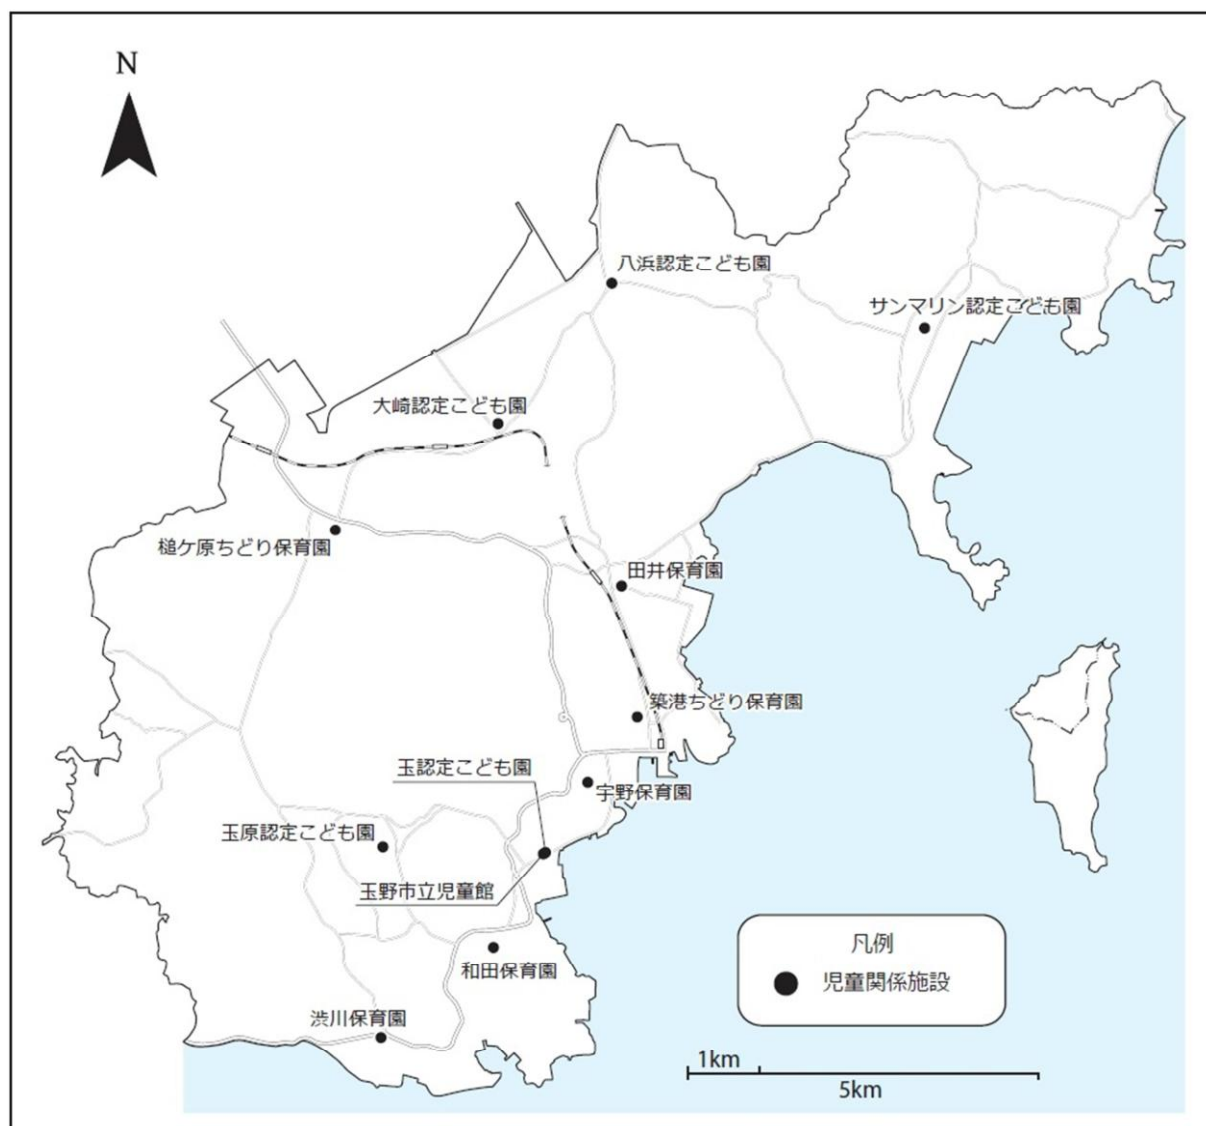 N
八浜認定こども園
サンマリン認定こども園
大崎認定こども園
槌ケ原ちどり保育園
田井保育園
築港ちどり保育園
玉認定こども園
宇野保育園
玉原認定こども園
玉野市立児童館
和田保育園
渋川保育園
凡例
児童関係施設
1km
5km